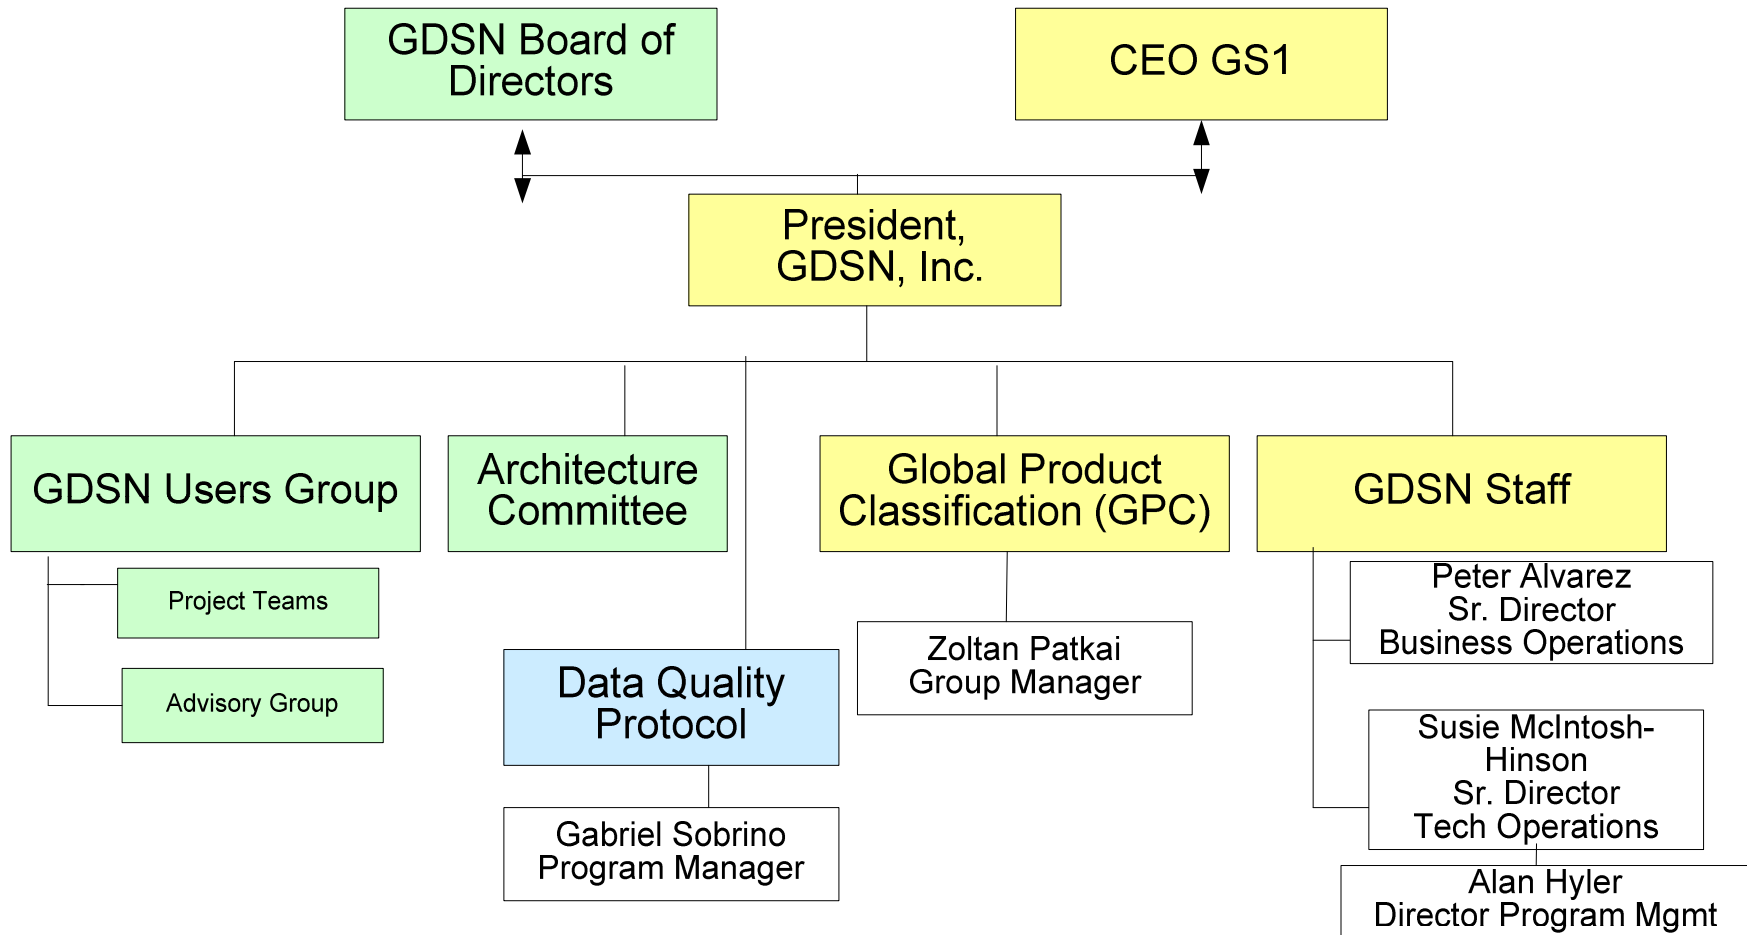 GDSN Board of
Directors
CEO GS1
President,
GDSN, Inc.
GDSN Users Group
Architecture
Committee
Global Product
Classification (GPC)
GDSN Staff
Project Teams
Advisory Group
Data Quality
Protocol
Gabriel Sobrino
Program Manager
Zoltan Patkai
Group Manager
Peter Alvarez
Sr. Director
Business Operations
Susie McIntosh-
Hinson
Sr. Director
Tech Operations
Alan Hyler
Director Program Mgmt